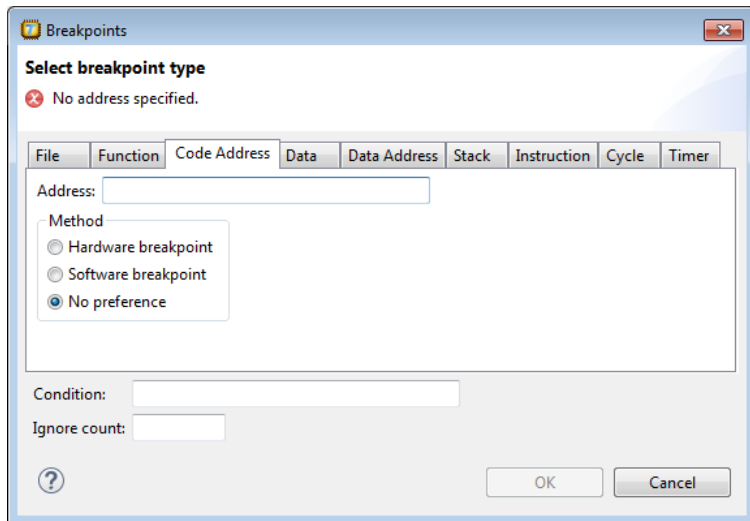 Breakpoints
Select breakpoint type
No address specified.
File Function Code Address Data Data Address Stack Instruction Cycle Timer
Address:
Method
Hardware breakpoint
Software breakpoint
No preference
Condition:
Ignore count:
? OK Cancel